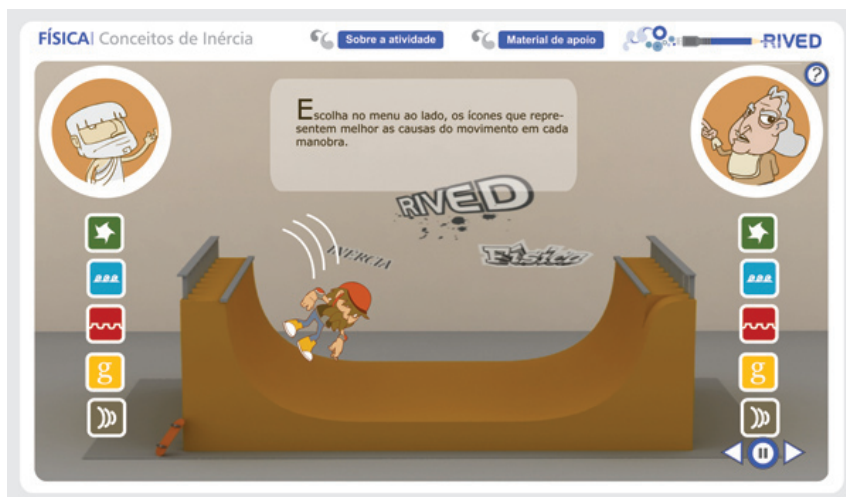 FÍSICA| Conceitos de Inércia
Sobre a atividade
Material de apoio
RIVED
?
Escolha no menu ao lado, os ícones que repre-
sentem melhor as causas do movimento em cada
manobra.
RIVED
INÉRCIA
Física
g
g